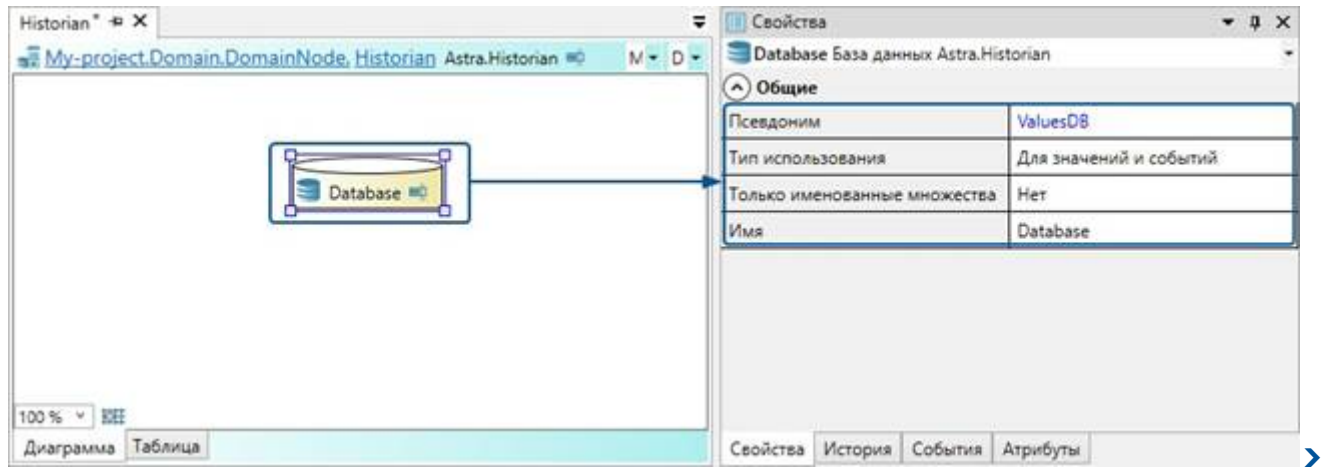 Historian*
My-project.Domain.DomainNode, Historian Astra.Historian M D
Database
100 %
Диаграмма Таблица
Свойства
Database База данных Astra.Historian
Общие
Псевдоним ValuesDB
Тип использования Для значений и событий
Только именованные множества Нет
Имя Database
Свойства История События Атрибуты